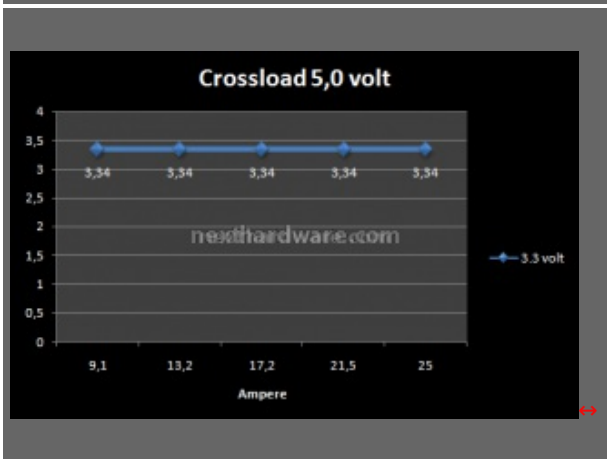 Crossload 5,0 volt
4
3,5
3
2,5
2
1,5
1
0,5
0
3,34 3,34 3,34 3,34 3,34
nexthardware.com
3.3 volt
9,1 13,2 17,2 21,5 25
Ampere